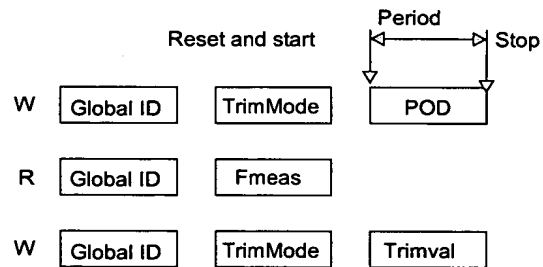 Period
Reset and start Stop
W Global ID TrimMode POD
R Global ID Fmeas
W Global ID TrimMode Trimval